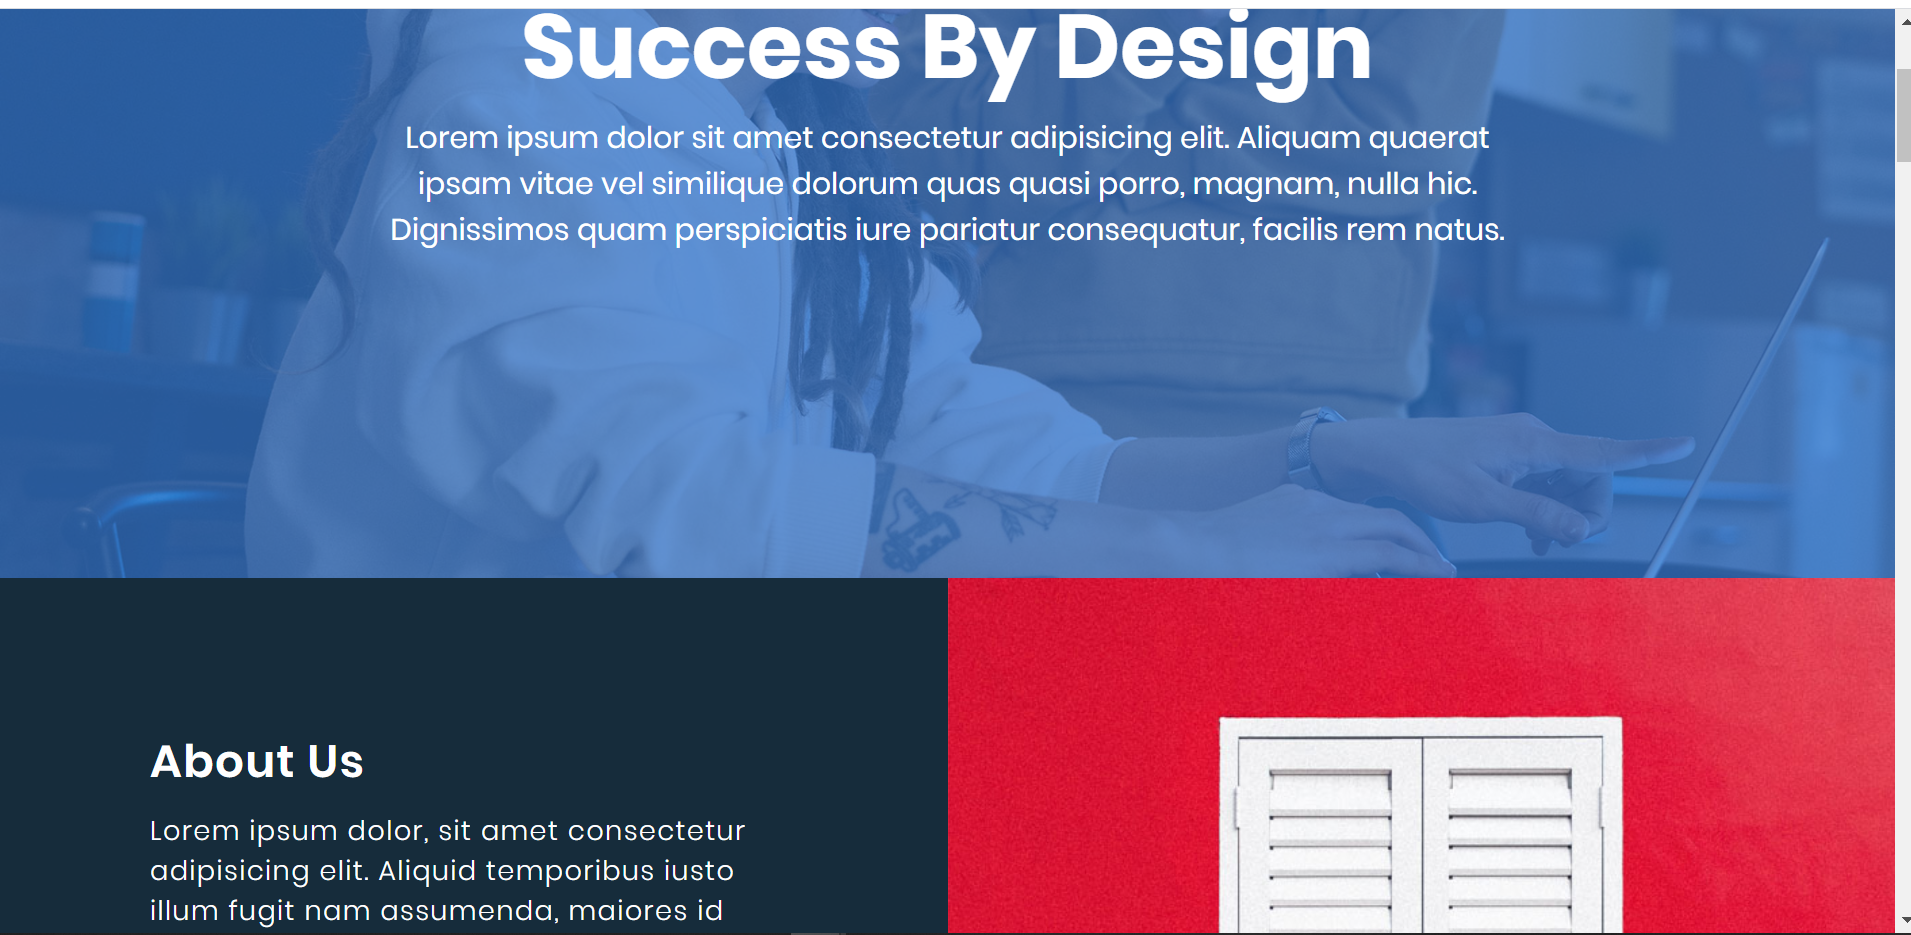 Success By Design
Lorem ipsum dolor sit amet consectetur adipisicing elit. Aliquam quaerat
ipsam vitae vel similique dolorum quas quasi porro, magnam, nulla hic.
Dignissimos quam perspiciatis iure pariatur consequatur, facilis rem natus.
About Us
Lorem ipsum dolor, sit amet consectetur
adipisicing elit. Aliquid temporibus iusto
illum fugit nam assumenda, maiores id